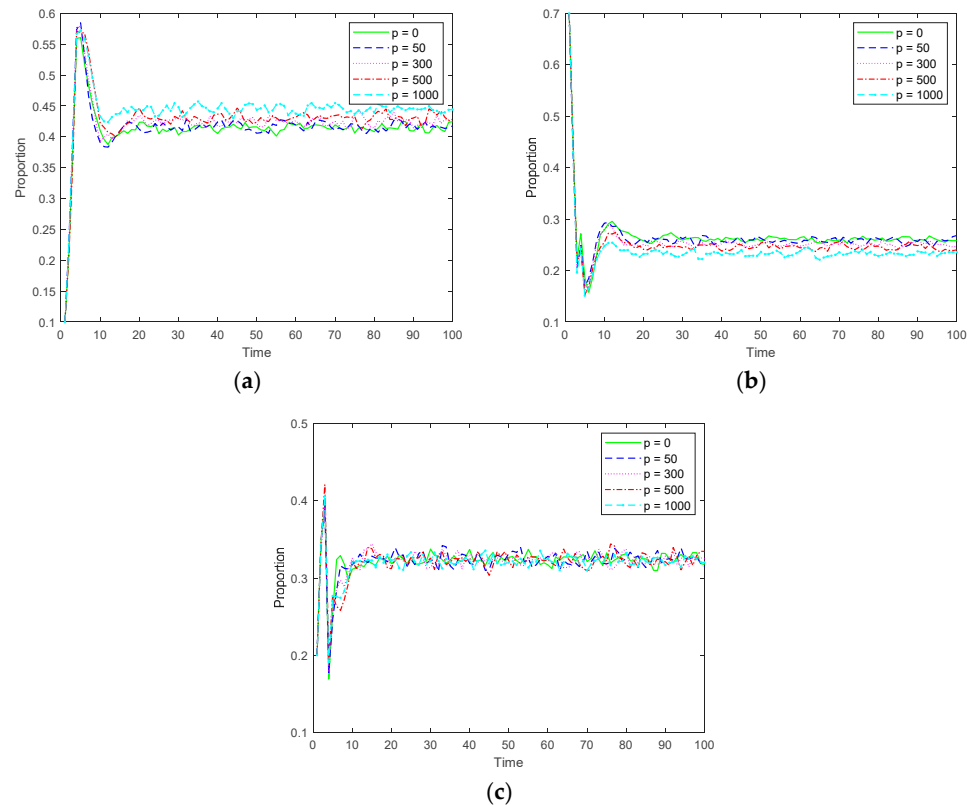 0.6
0.55
0.5
0.45
0.4
0.35
0.3
0.25
0.2
0.15
0.1
Proportion
0 10 20 30 40 50 60 70 80 90 100
Time
p = 0
p = 50
p = 300
p = 500
p = 1000
(a)
0.7
0.6
0.5
0.4
0.3
0.2
0.1
Proportion
0 10 20 30 40 50 60 70 80 90 100
Time
p = 0
p = 50
p = 300
p = 500
p = 1000
(b)
0.5
0.4
0.3
0.2
0.1
Proportion
0 10 20 30 40 50 60 70 80 90 100
Time
p = 0
p = 50
p = 300
p = 500
p = 1000
(c)